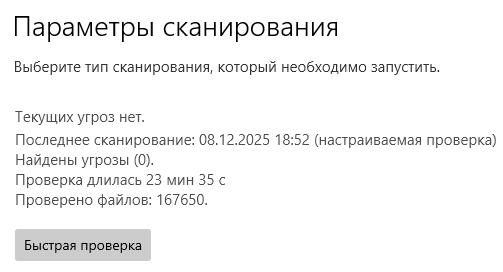 Параметры сканирования
Выберите тип сканирования, который необходимо запустить.
Текущих угроз нет.
Последнее сканирование: 08.12.2025 18:52 (настраиваемая проверка)
Найдены угрозы (0).
Проверка длилась 23 мин 35 с
Проверено файлов: 167650.
Быстрая проверка